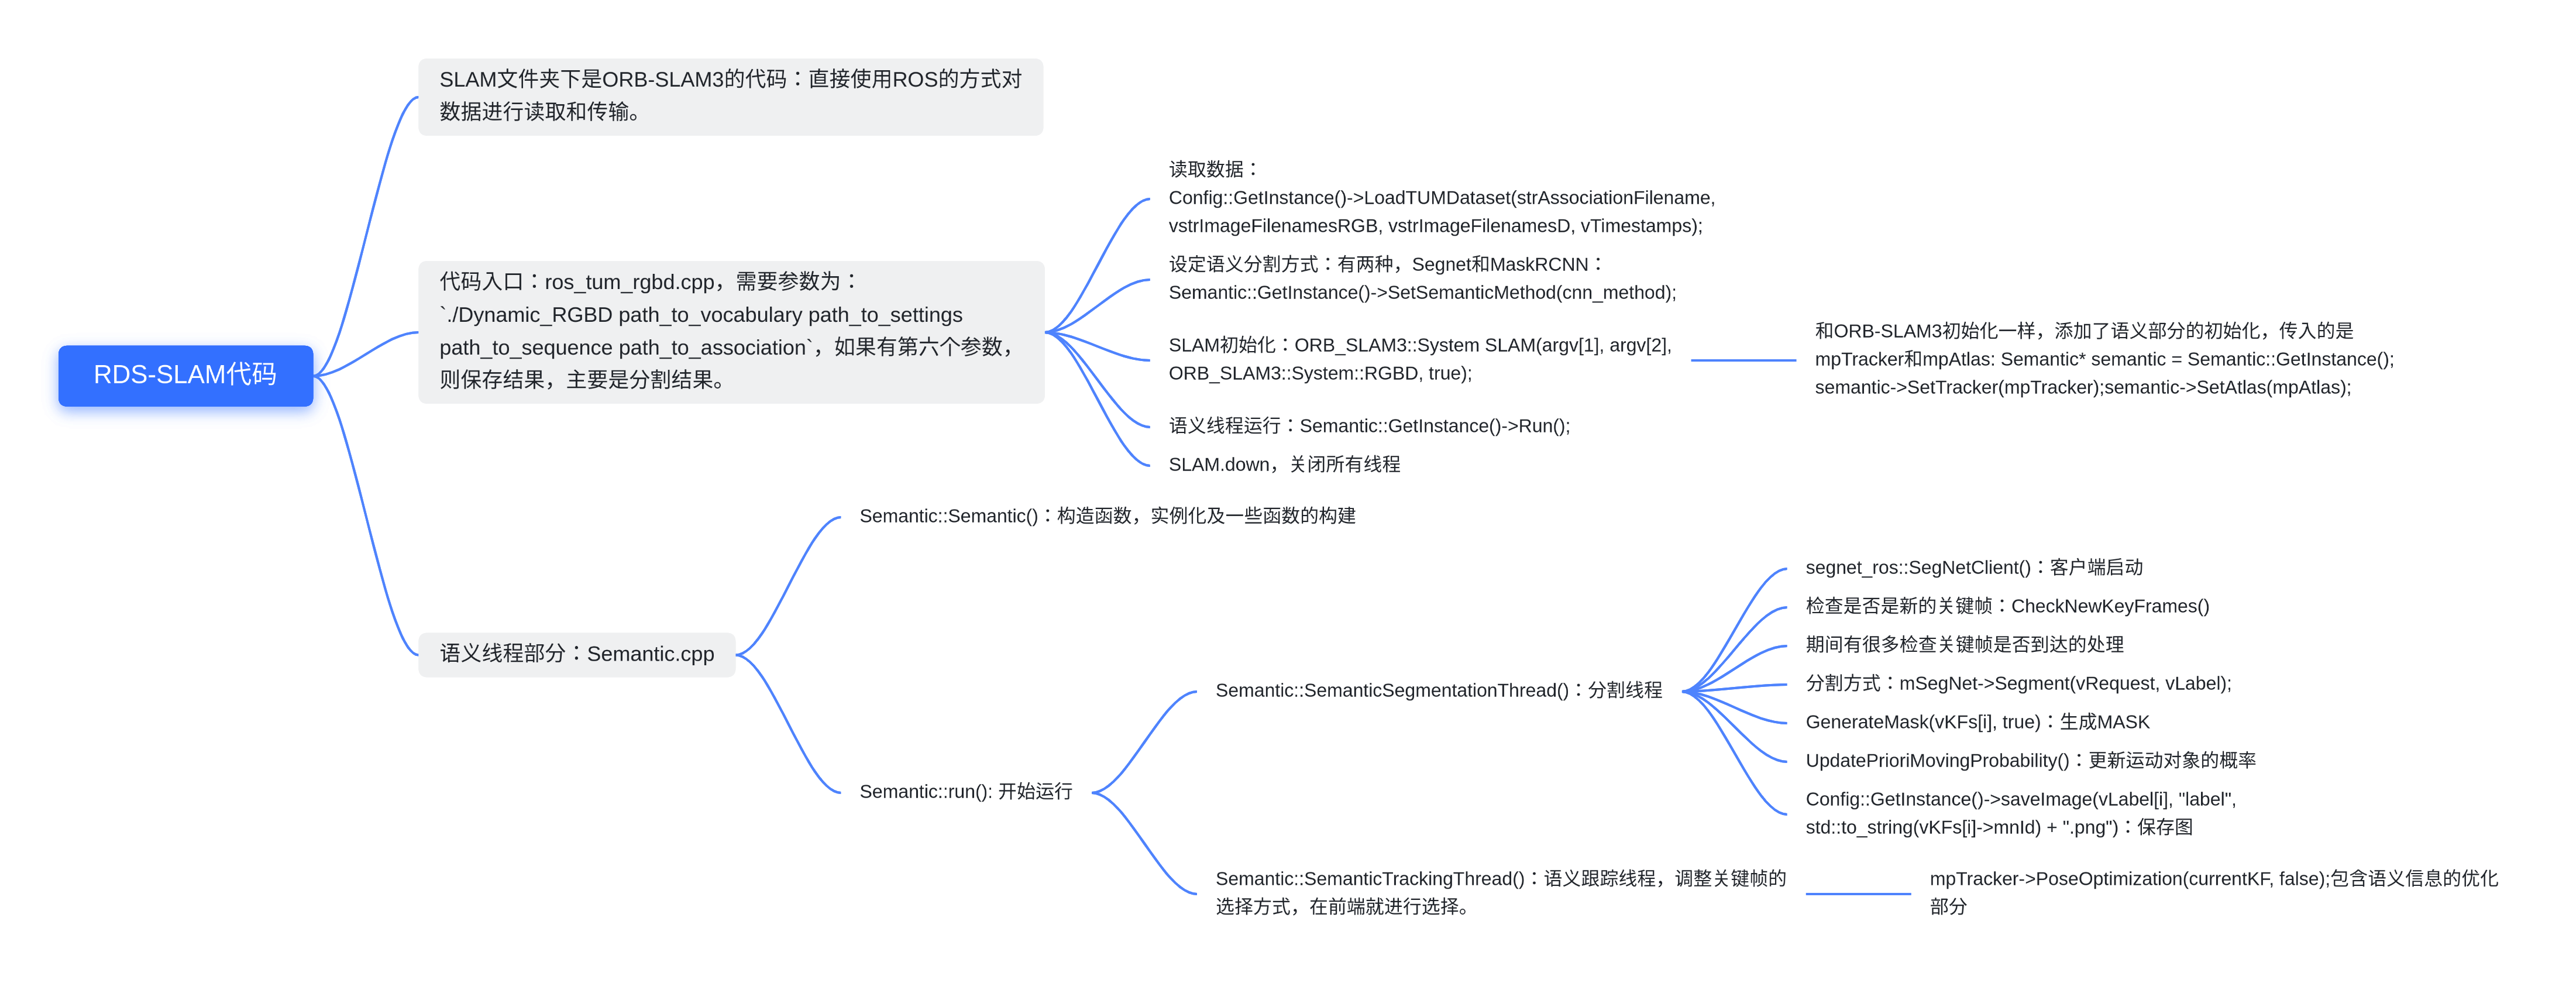 RDS-SLAM代码
SLAM文件夹下是ORB-SLAM3的代码：直接使用ROS的方式对
数据进行读取和传输。
代码入口：ros_tum_rgbd.cpp，需要参数为：
`./Dynamic_RGBD path_to_vocabulary path_to_settings
path_to_sequence path_to_association`，如果有第六个参数，
则保存结果，主要是分割结果。
读取数据：
Config::GetInstance()->LoadTUMDataset(strAssociationFilename,
vstrImageFilenamesRGB, vstrImageFilenamesD, vTimestamps);
设定语义分割方式：有两种，Segnet和MaskRCNN：
Semantic::GetInstance()->SetSemanticMethod(cnn_method);
SLAM初始化：ORB_SLAM3::System SLAM(argv[1], argv[2],
ORB_SLAM3::System::RGBD, true);
和ORB-SLAM3初始化一样，添加了语义部分的初始化，传入的是
mpTracker和mpAtlas: Semantic* semantic = Semantic::GetInstance();
semantic->SetTracker(mpTracker);semantic->SetAtlas(mpAtlas);
语义线程运行：Semantic::GetInstance()->Run();
SLAM.down，关闭所有线程
语义线程部分：Semantic.cpp
Semantic::Semantic()：构造函数，实例化及一些函数的构建
Semantic::run(): 开始运行
Semantic::SemanticSegmentationThread()：分割线程
segnet_ros::SegNetClient()：客户端启动
检查是否是新的关键帧：CheckNewKeyFrames()
期间有很多检查关键帧是否到达的处理
分割方式：mSegNet->Segment(vRequest, vLabel);
GenerateMask(vKFs[i], true)：生成MASK
UpdatePrioriMovingProbability()：更新运动对象的概率
Config::GetInstance()->saveImage(vLabel[i], "label",
std::to_string(vKFs[i]->mnId) + ".png")：保存图
Semantic::SemanticTrackingThread()：语义跟踪线程，调整关键帧的
选择方式，在前端就进行选择。
mpTracker->PoseOptimization(currentKF, false);包含语义信息的优化
部分